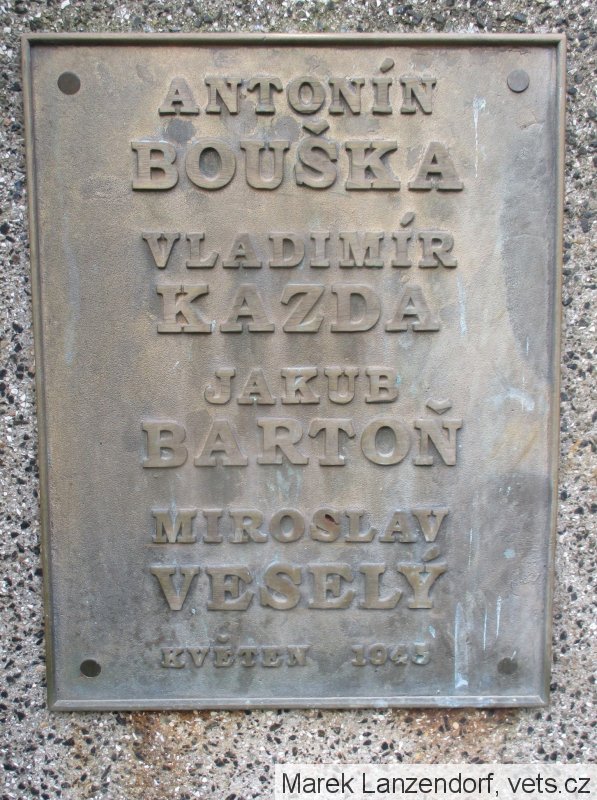 ANTONÍN
BOUŠKA
VLADIMÍR
KAZDA
JAKUB
BARTOŇ
MIROSLAV
VESELÝ
KVĚTEN 1945
Marek Lanzendorf, vets.cz